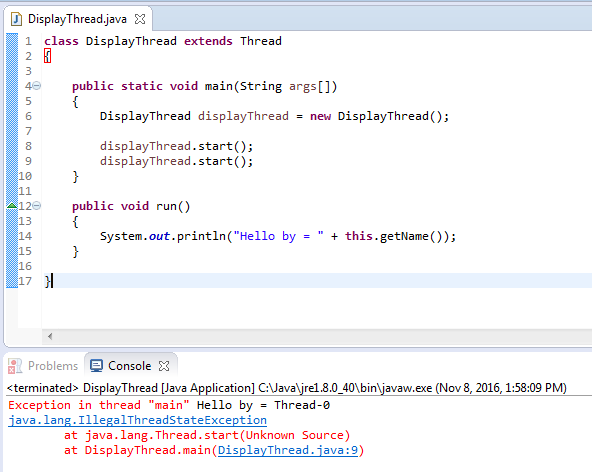 DisplayThread.java
1 class DisplayThread extends Thread
2 {
3
4 public static void main(String args[])
5 {
6 DisplayThread displayThread = new DisplayThread();
7
8 displayThread.start();
9 displayThread.start();
10 }
11
12 public void run()
13 {
14 System.out.println("Hello by = " + this.getName());
15 }
16
17 }
Problems Console
<terminated> DisplayThread [Java Application] C:\Java\jre1.8.0_40\bin\javaw.exe (Nov 8, 2016, 1:58:09 PM)
Exception in thread "main" Hello by = Thread-0
java.lang.IllegalThreadStateException
at java.lang.Thread.start(Unknown Source)
at DisplayThread.main(DisplayThread.java:9)